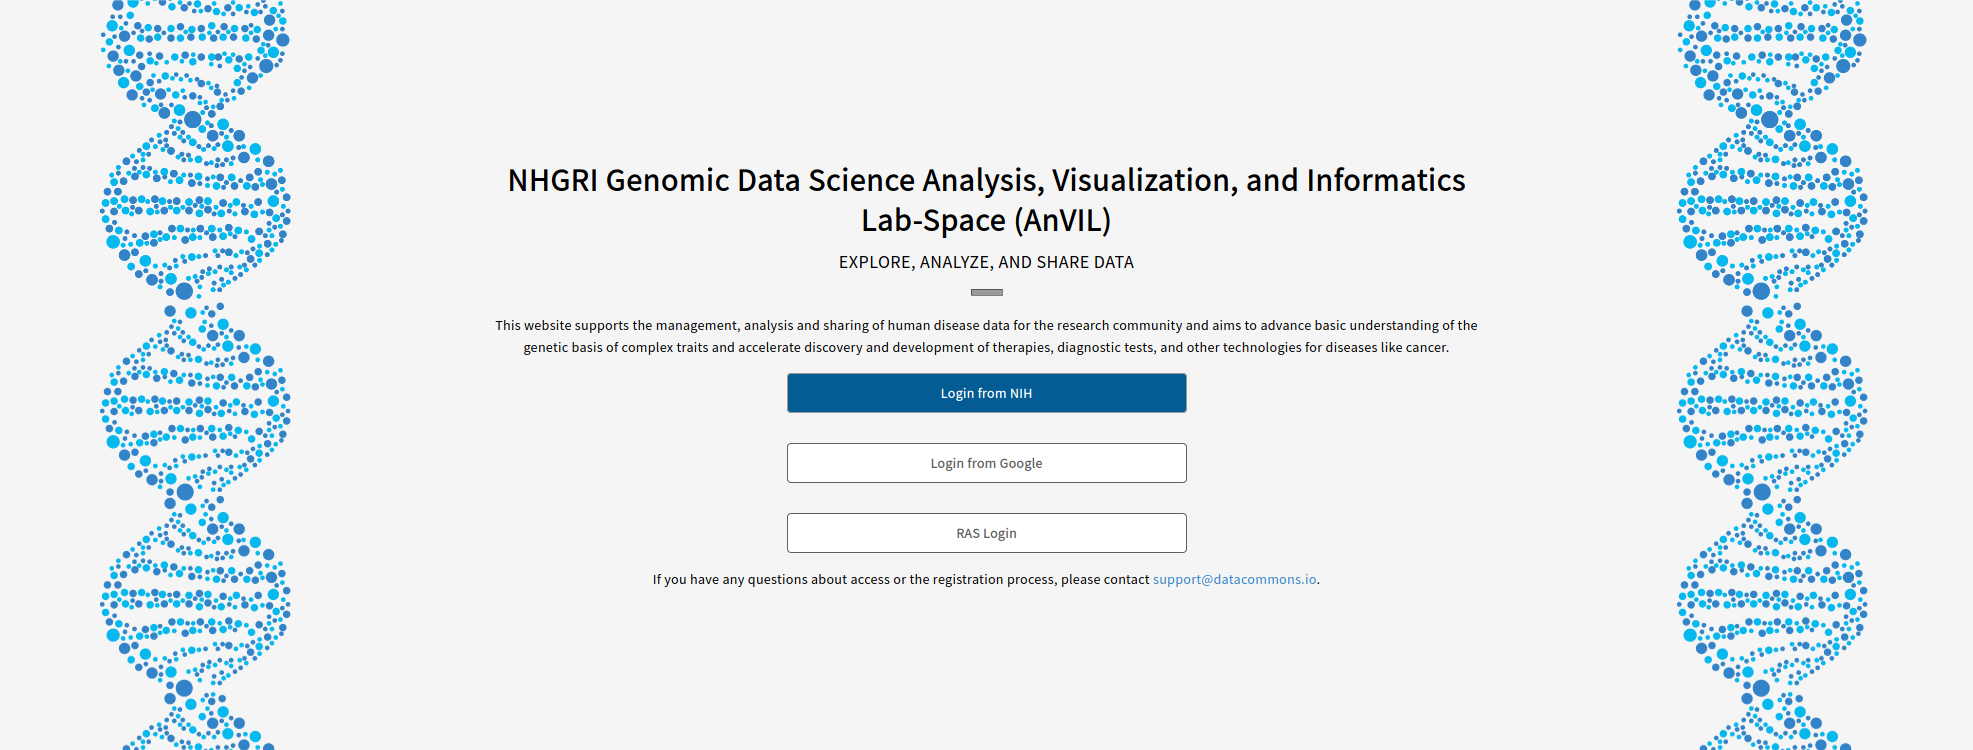 NHGRI Genomic Data Science Analysis, Visualization, and Informatics
Lab-Space (AnVIL)
EXPLORE, ANALYZE, AND SHARE DATA
This website supports the management, analysis and sharing of human disease data for the research community and aims to advance basic understanding of the
genetic basis of complex traits and accelerate discovery and development of therapies, diagnostic tests, and other technologies for diseases like cancer.
Login from NIH
Login from Google
RAS Login
If you have any questions about access or the registration process, please contact support@datacommons.io.